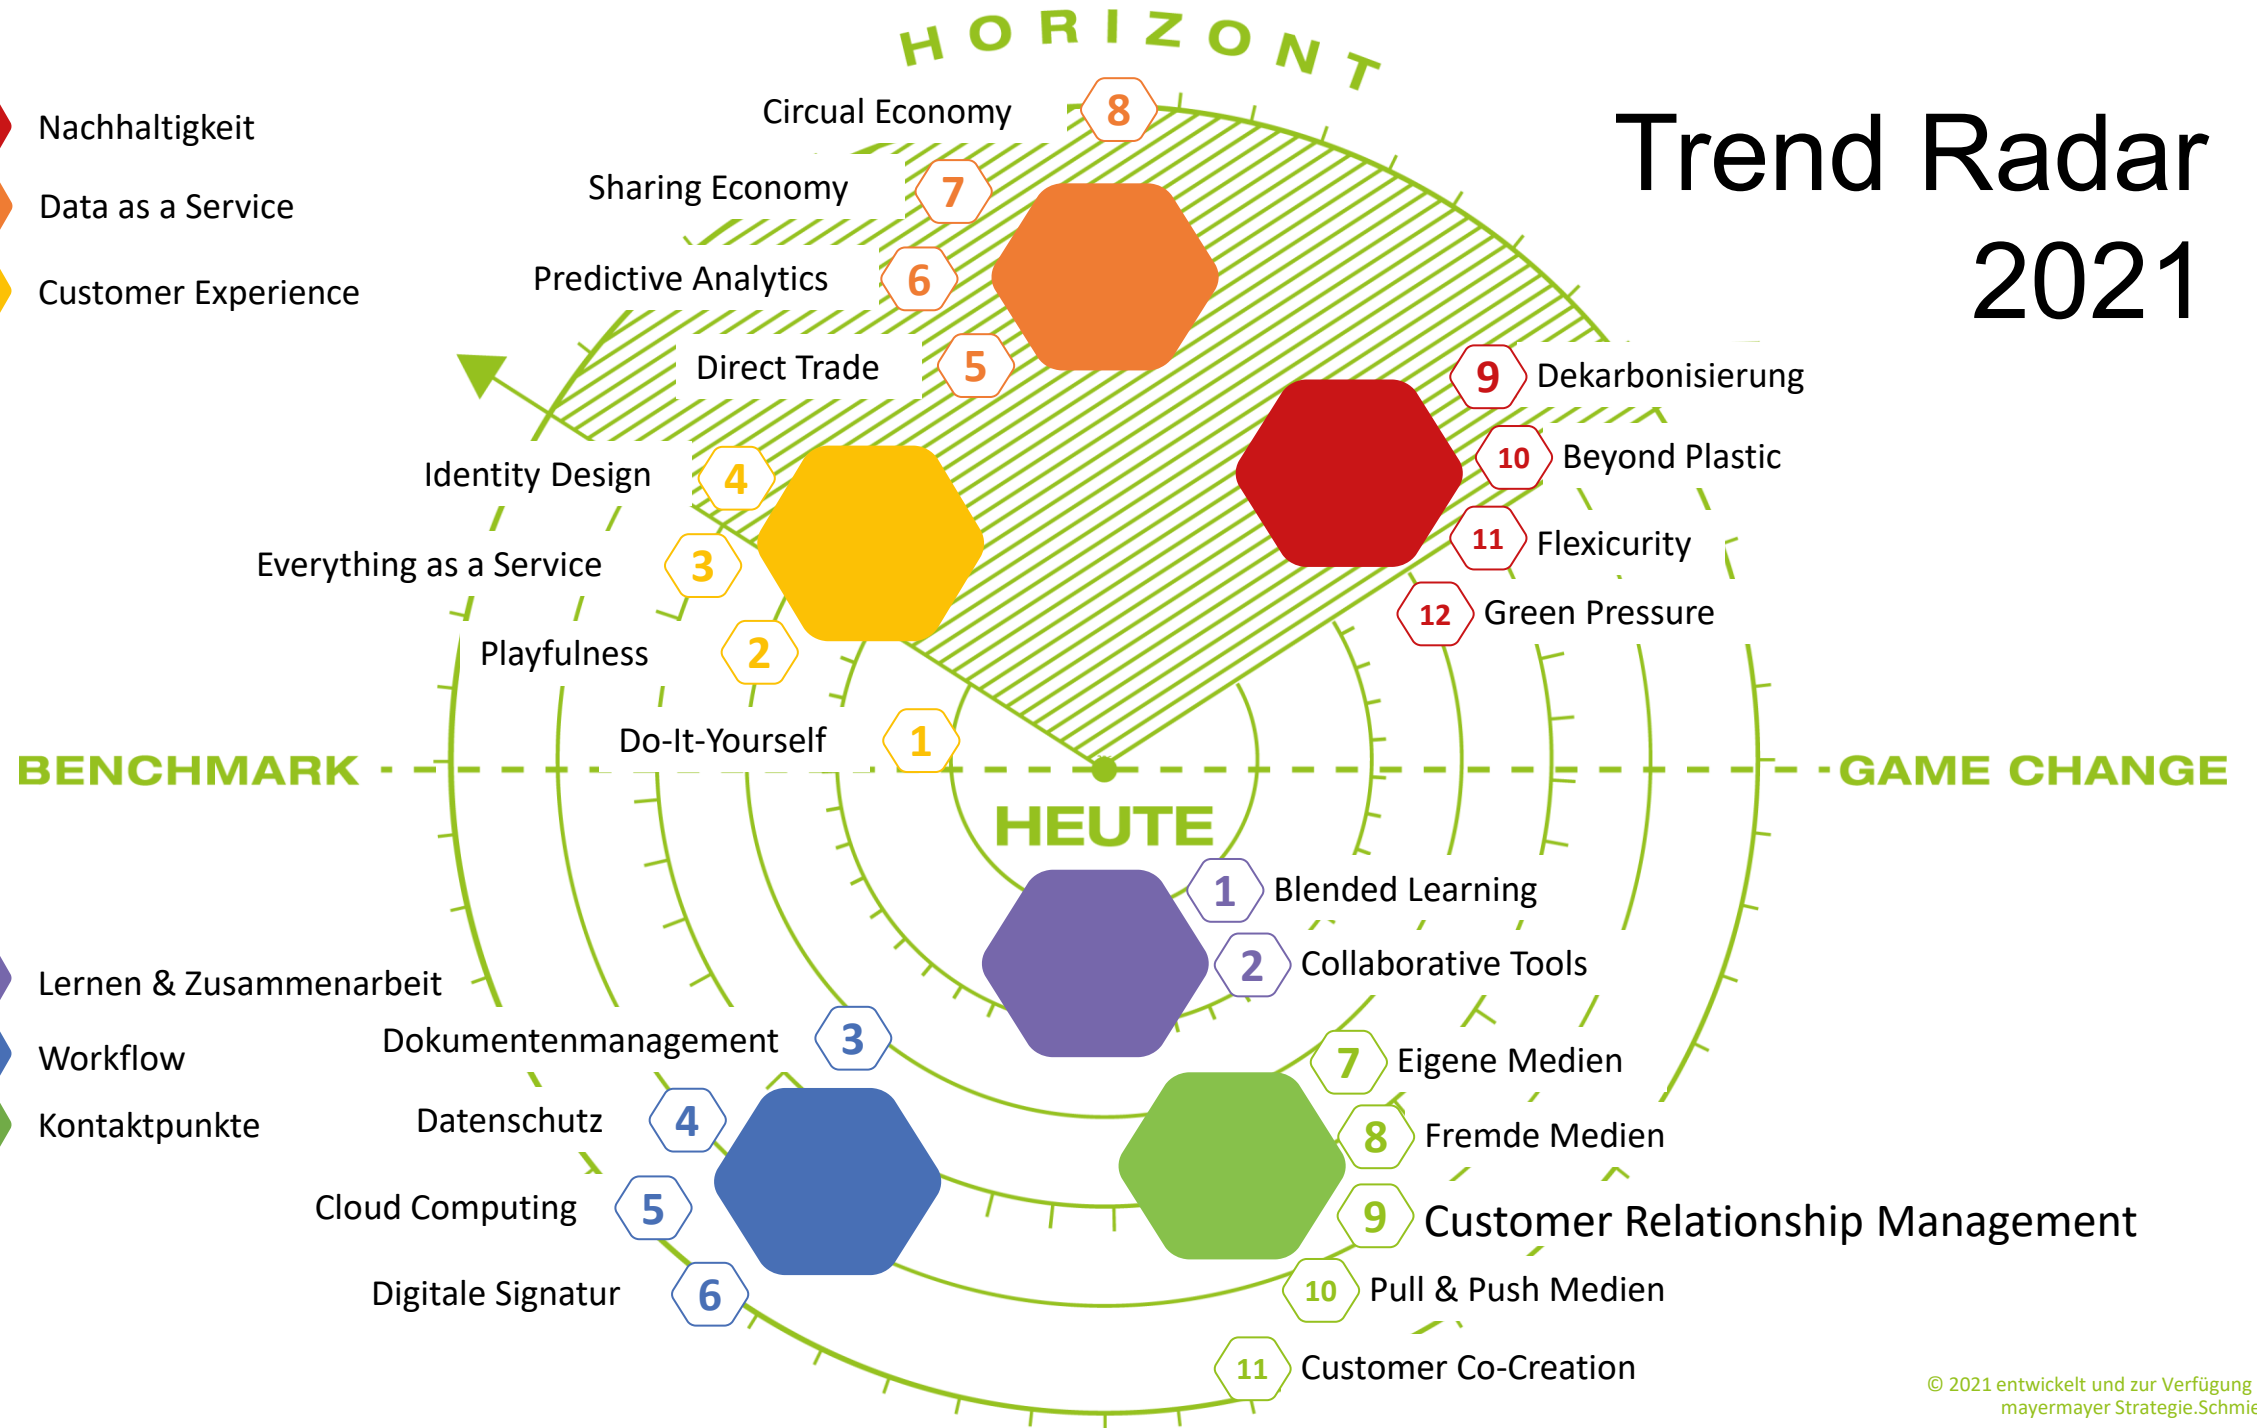 HORIZONT
Trend Radar
2021
Nachhaltigkeit
Data as a Service
Customer Experience
Circual Economy 8
Sharing Economy 7
Predictive Analytics 6
Direct Trade 5
Identity Design 4
Everything as a Service 3
Playfulness 2
Do-It-Yourself 1
9 Dekarbonisierung
10 Beyond Plastic
11 Flexicurity
12 Green Pressure
BENCHMARK
GAME CHANGE
HEUTE
Lernen & Zusammenarbeit
Workflow
Kontaktpunkte
1 Blended Learning
2 Collaborative Tools
Dokumentenmanagement 3
Datenschutz 4
Cloud Computing 5
Digitale Signatur 6
7 Eigene Medien
8 Fremde Medien
9 Customer Relationship Management
10 Pull & Push Medien
11 Customer Co-Creation
© 2021 entwickelt und zur Verfügung
mayermayer Strategie.Schmie